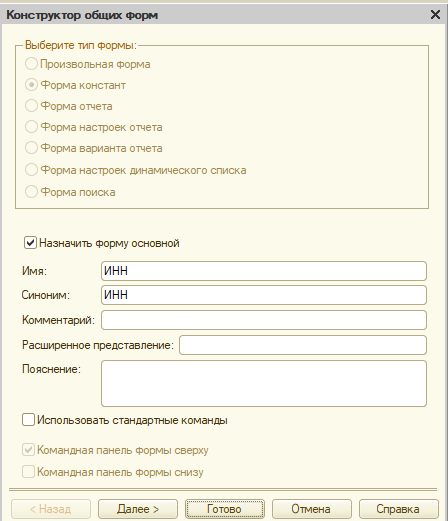 Конструктор общих форм
Выберите тип формы:
Произвольная форма
Форма констант
Форма отчета
Форма настроек отчета
Форма варианта отчета
Форма настроек динамического списка
Форма поиска
Назначить форму основной
Имя: ИНН
Синоним: ИНН
Комментарий:
Расширенное представление:
Пояснение:
Использовать стандартные команды
Командная панель формы сверху
Командная панель формы снизу
< Назад Далее > Готово Отмена Справка